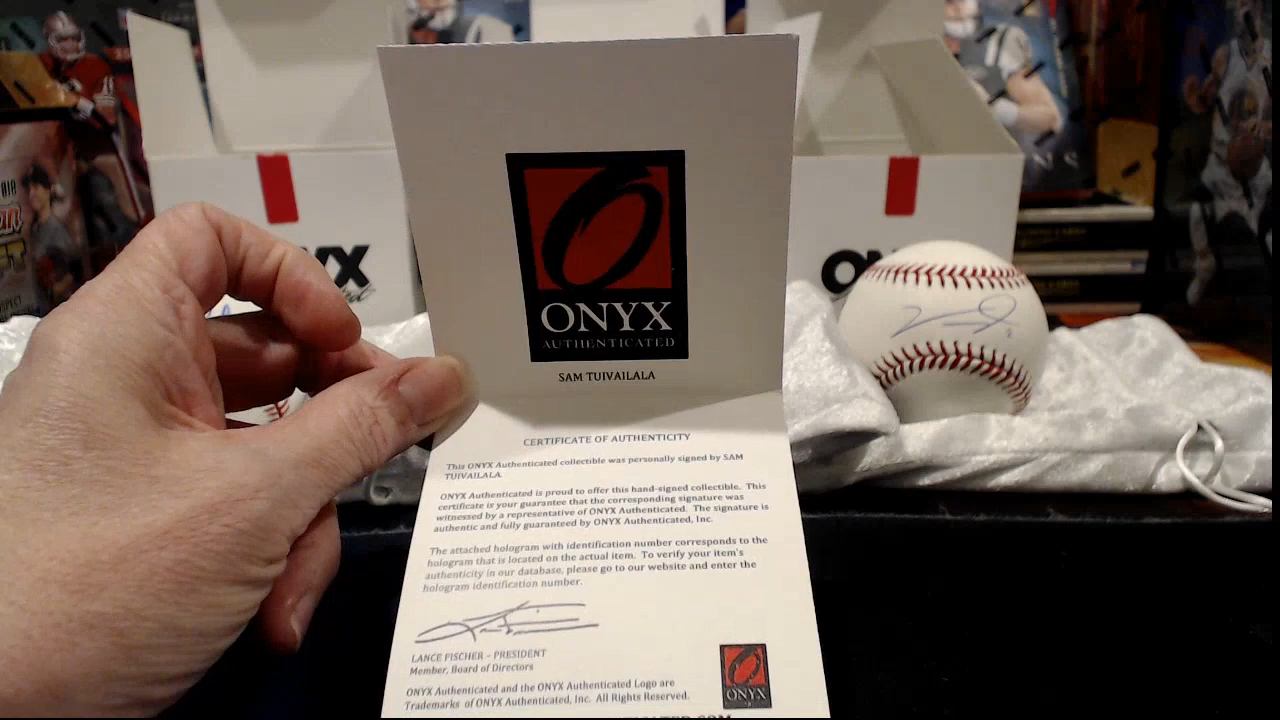 ONYX
AUTHENTICATED
SAM TUIVAILALA
CERTIFICATE OF AUTHENTICITY
This ONYX Authenticated collectible was personally signed by SAM
TUIVAILALA.
ONYX Authenticated is proud to offer this hand-signed collectible. This
certificate is your guarantee that the corresponding signature was
witnessed by a representative of ONYX Authenticated. The signature is
authentic and fully guaranteed by ONYX Authenticated, Inc.
The attached hologram with identification number corresponds to the
hologram that is located on the actual item. To verify your item's
authenticity in our database, please go to our website and enter the
hologram identification number.
LANCE FISCHER - PRESIDENT
Member, Board of Directors
ONYX Authenticated and the ONYX Authenticated Logo are
Trademarks of ONYX Authenticated, Inc. All Rights Reserved.
ONYX